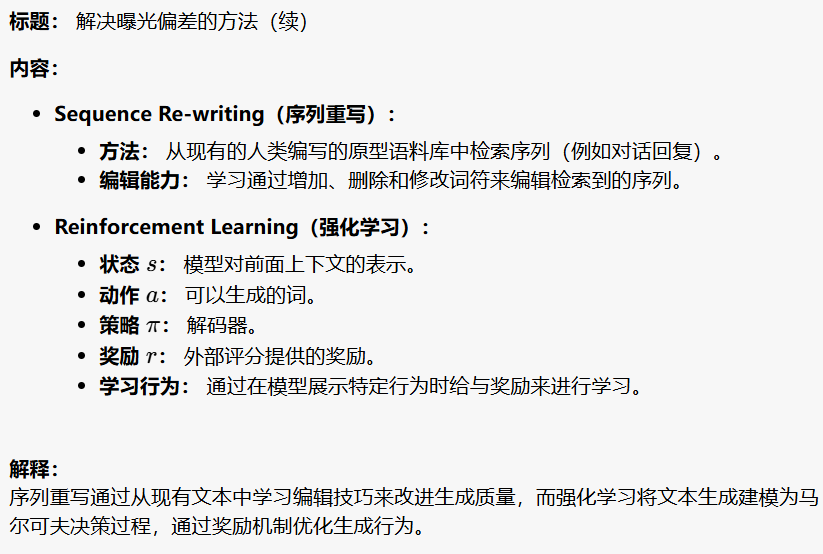 标题： 解决曝光偏差的方法（续）
内容：
• Sequence Re-writing（序列重写）：
• 方法： 从现有的人类编写的原型语料库中检索序列（例如对话回复）。
• 编辑能力： 学习通过增加、删除和修改词符来编辑检索到的序列。
• Reinforcement Learning（强化学习）：
• 状态 s： 模型对前面上下文的表示。
• 动作 a： 可以生成的词。
• 策略 π： 解码器。
• 奖励 r： 外部评分提供的奖励。
• 学习行为： 通过在模型展示特定行为时给与奖励来进行学习。
解释：
序列重写通过从现有文本中学习编辑技巧来改进生成质量，而强化学习将文本生成建模为马
尔可夫决策过程，通过奖励机制优化生成行为。